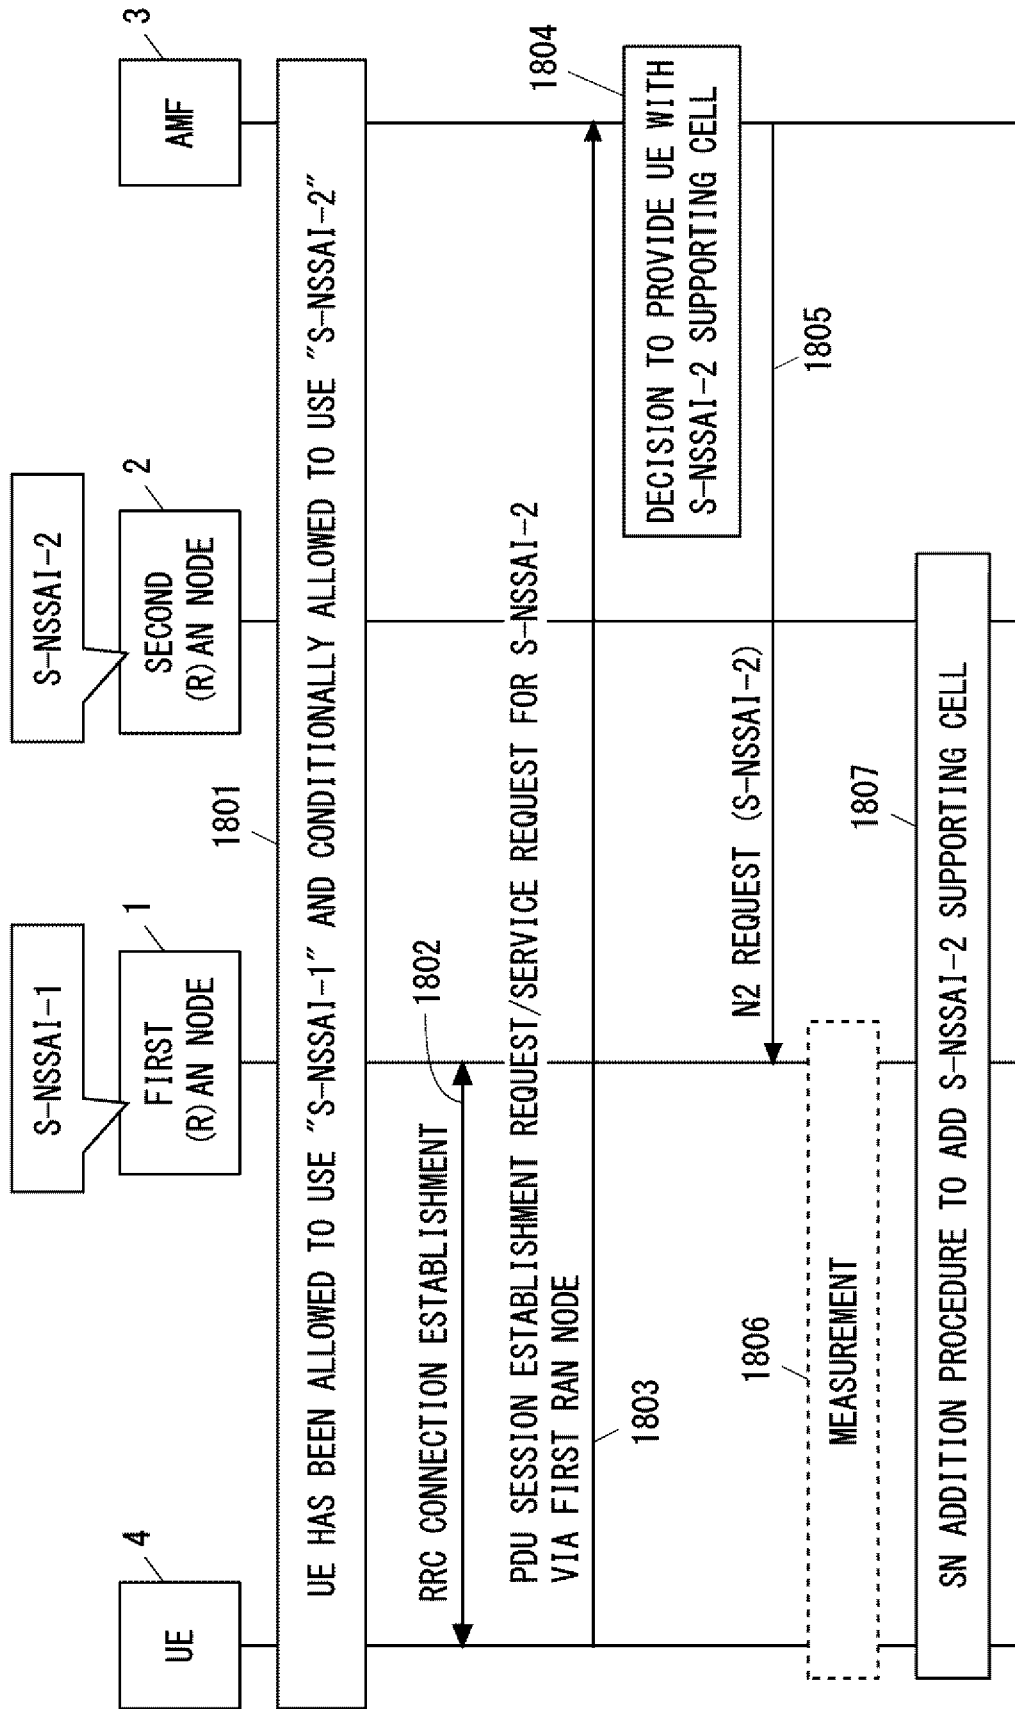 S-NSSAI-1
S-NSSAI-2
4
1
2
3
UE
FIRST
(R)AN NODE
SECOND
(R)AN NODE
AMF
1801
UE HAS BEEN ALLOWED TO USE "S-NSSAI-1" AND CONDITIONALLY ALLOWED TO USE "S-NSSAI-2"
RRC CONNECTION ESTABLISHMENT
1802
PDU SESSION ESTABLISHMENT REQUEST/SERVICE REQUEST FOR S-NSSAI-2
VIA FIRST RAN NODE
1803
1804
DECISION TO PROVIDE UE WITH
S-NSSAI-2 SUPPORTING CELL
N2 REQUEST (S-NSSAI-2)
1805
1806
MEASUREMENT
1807
SN ADDITION PROCEDURE TO ADD S-NSSAI-2 SUPPORTING CELL